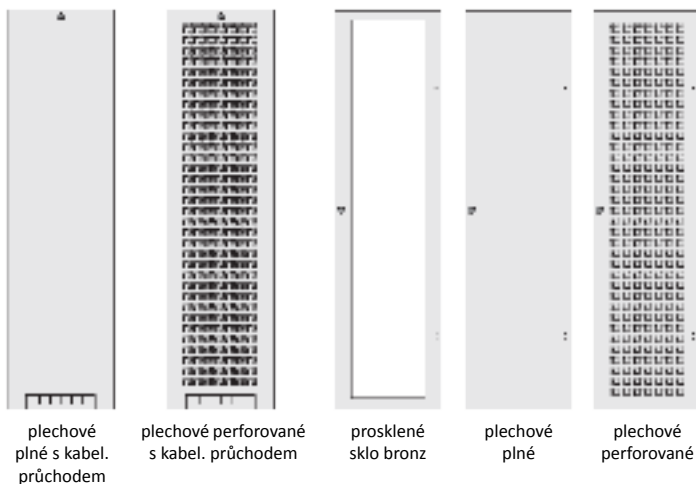 plechové
plné s kabel.
průchodem
plechové perforované
s kabel. průchodem
prosklené
sklo bronz
plechové
plné
plechové
perforované